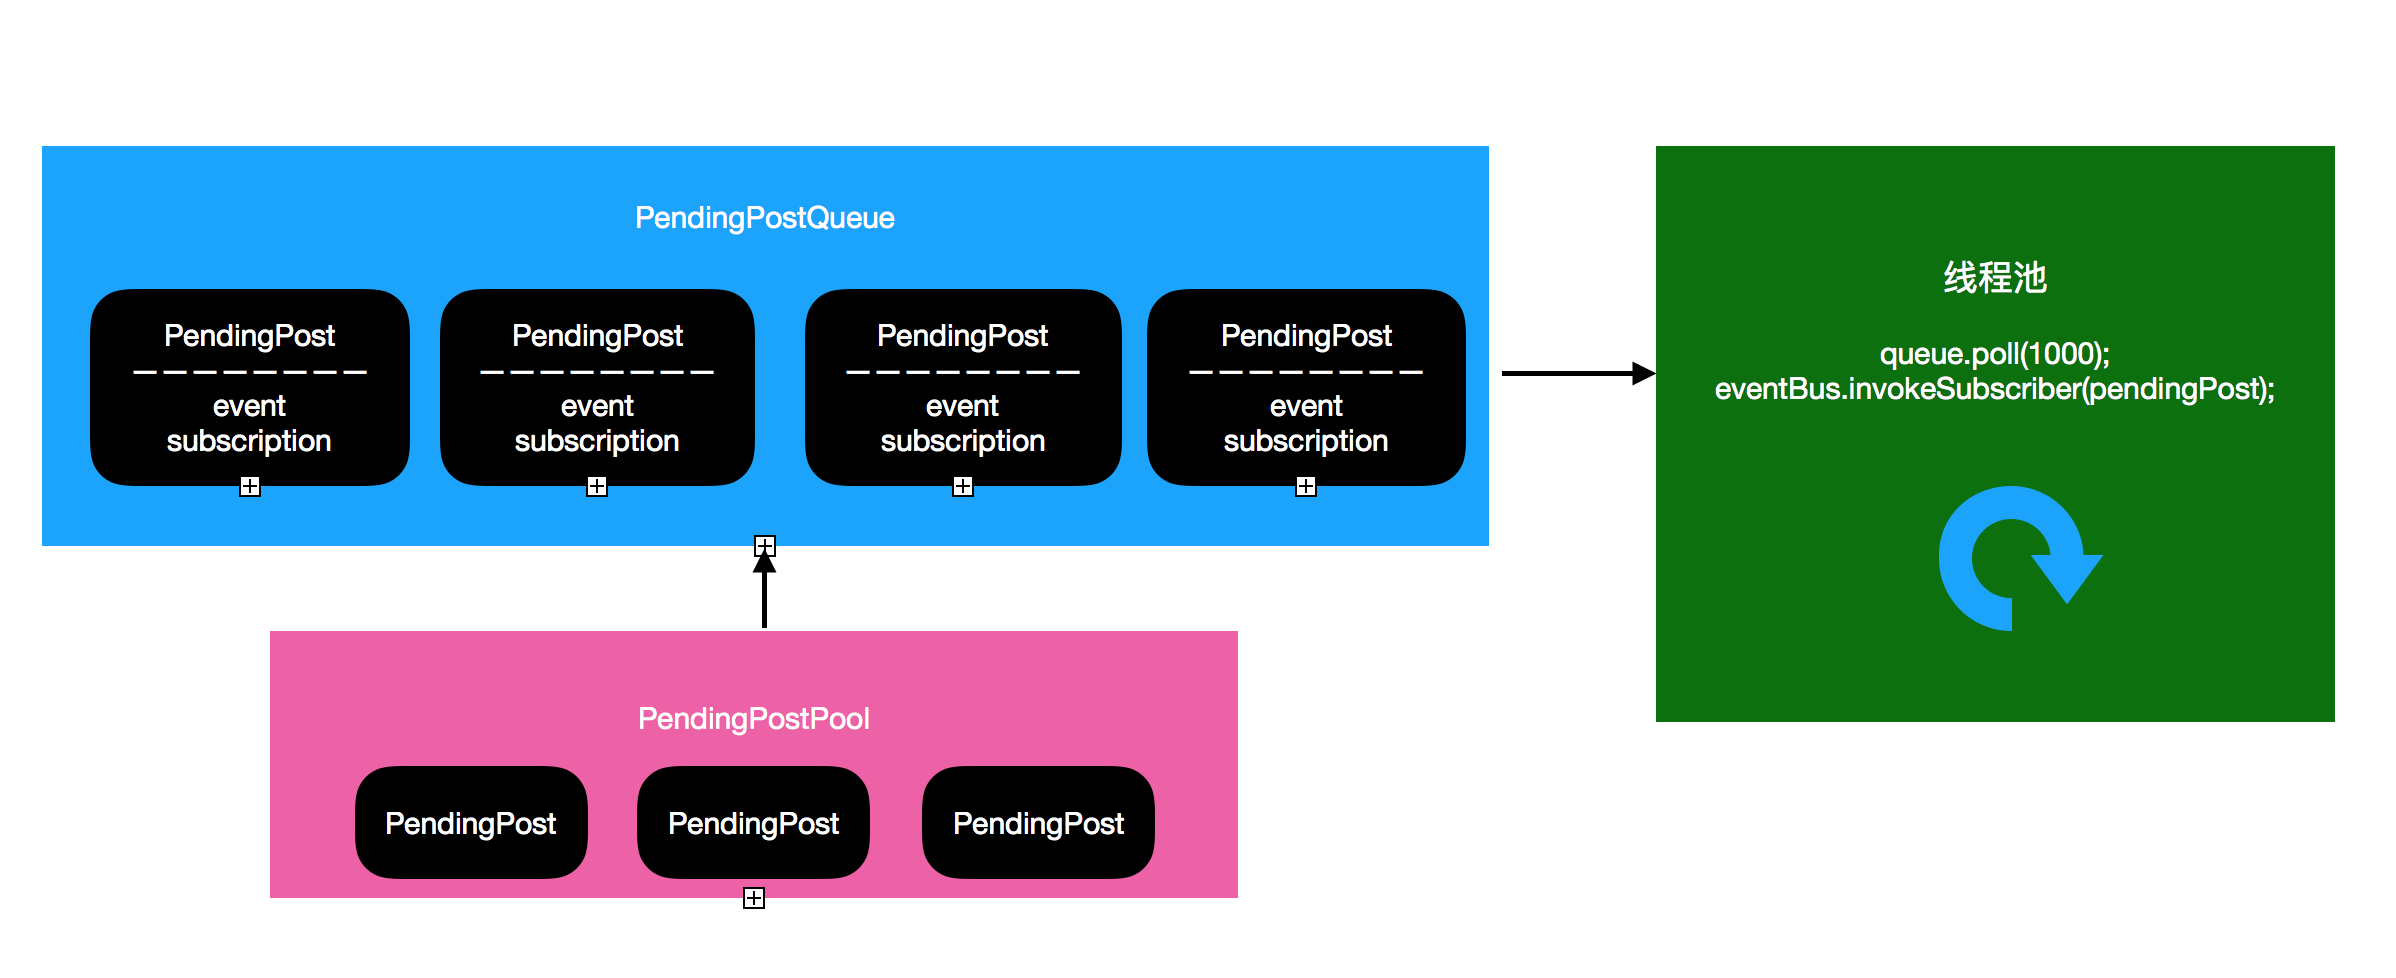 PendingPostQueue
PendingPost
————————
event
subscription
PendingPost
————————
event
subscription
PendingPost
————————
event
subscription
PendingPost
————————
event
subscription
线程池
queue.poll(1000);
eventBus.invokeSubscriber(pendingPost);
PendingPostPool
PendingPost
PendingPost
PendingPost